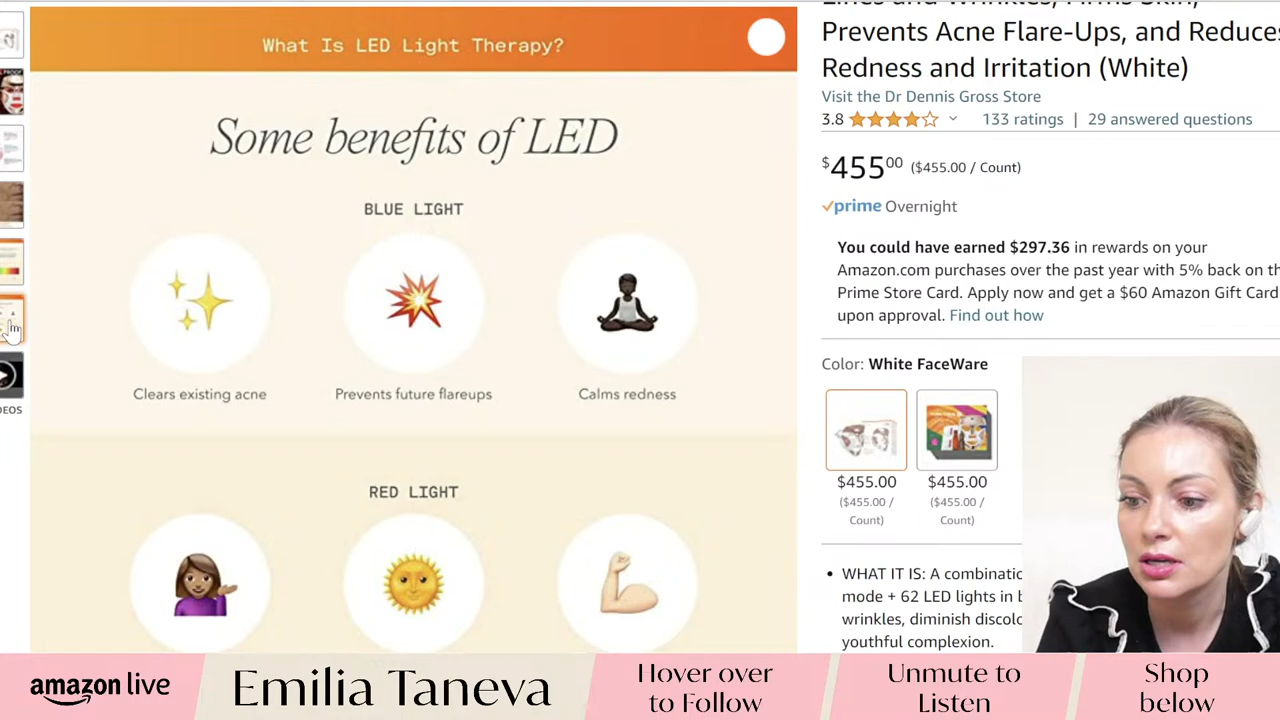 What Is LED Light Therapy?
Some benefits of LED
BLUE LIGHT
Clears existing acne
Prevents future flareups
Calms redness
RED LIGHT
Prevents Acne Flare-Ups, and Reduces
Redness and Irritation (White)
Visit the Dr Dennis Gross Store
3.8
133 ratings | 29 answered questions
$45500 ($455.00 / Count)
prime Overnight
You could have earned $297.36 in rewards on your
Amazon.com purchases over the past year with 5% back on th
Prime Store Card. Apply now and get a $60 Amazon Gift Card
upon approval. Find out how
Color: White FaceWare
$455.00
($455.00 /
Count)
$455.00
($455.00 /
Count)
• WHAT IT IS: A combinatio
mode + 62 LED lights in b
wrinkles, diminish discolo
youthful complexion.
DEOS
amazon live
Emilia Taneva
Hover over
to Follow
Unmute to
Listen
Shop
below